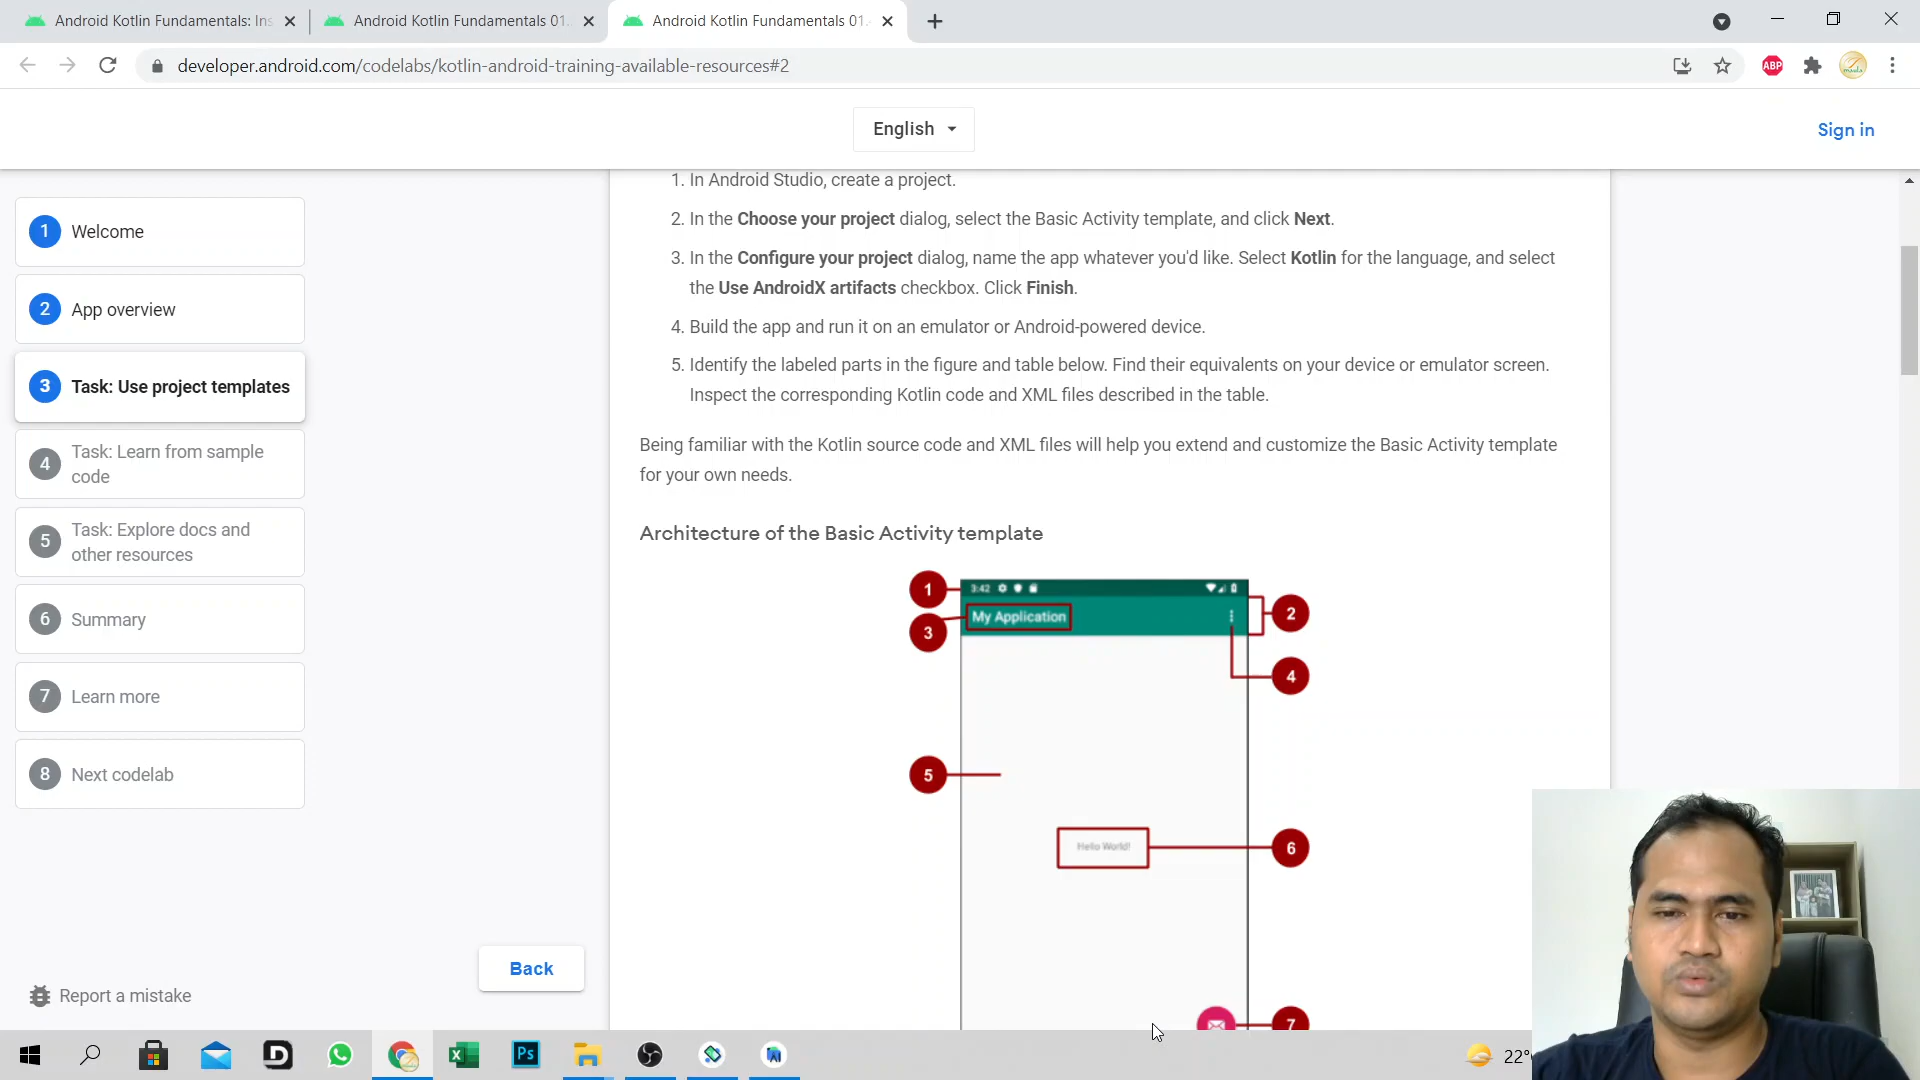 Android Kotlin Fundamentals: Ins
Android Kotlin Fundamentals 01.
Android Kotlin Fundamentals 01.
developer.android.com/codelabs/kotlin-android-training-available-resources#2
ABP
English
Sign in
1 Welcome
2 App overview
3 Task: Use project templates
4 Task: Learn from sample
code
5 Task: Explore docs and
other resources
6 Summary
7 Learn more
8 Next codelab
Report a mistake
Back
1. In Android Studio, create a project.
2. In the Choose your project dialog, select the Basic Activity template, and click Next.
3. In the Configure your project dialog, name the app whatever you'd like. Select Kotlin for the language, and select
the Use AndroidX artifacts checkbox. Click Finish.
4. Build the app and run it on an emulator or Android-powered device.
5. Identify the labeled parts in the figure and table below. Find their equivalents on your device or emulator screen.
Inspect the corresponding Kotlin code and XML files described in the table.
Being familiar with the Kotlin source code and XML files will help you extend and customize the Basic Activity template
for your own needs.
Architecture of the Basic Activity template
1
3:42
2
3
My Application
4
5
Hello World!
6
7
Ps
22°